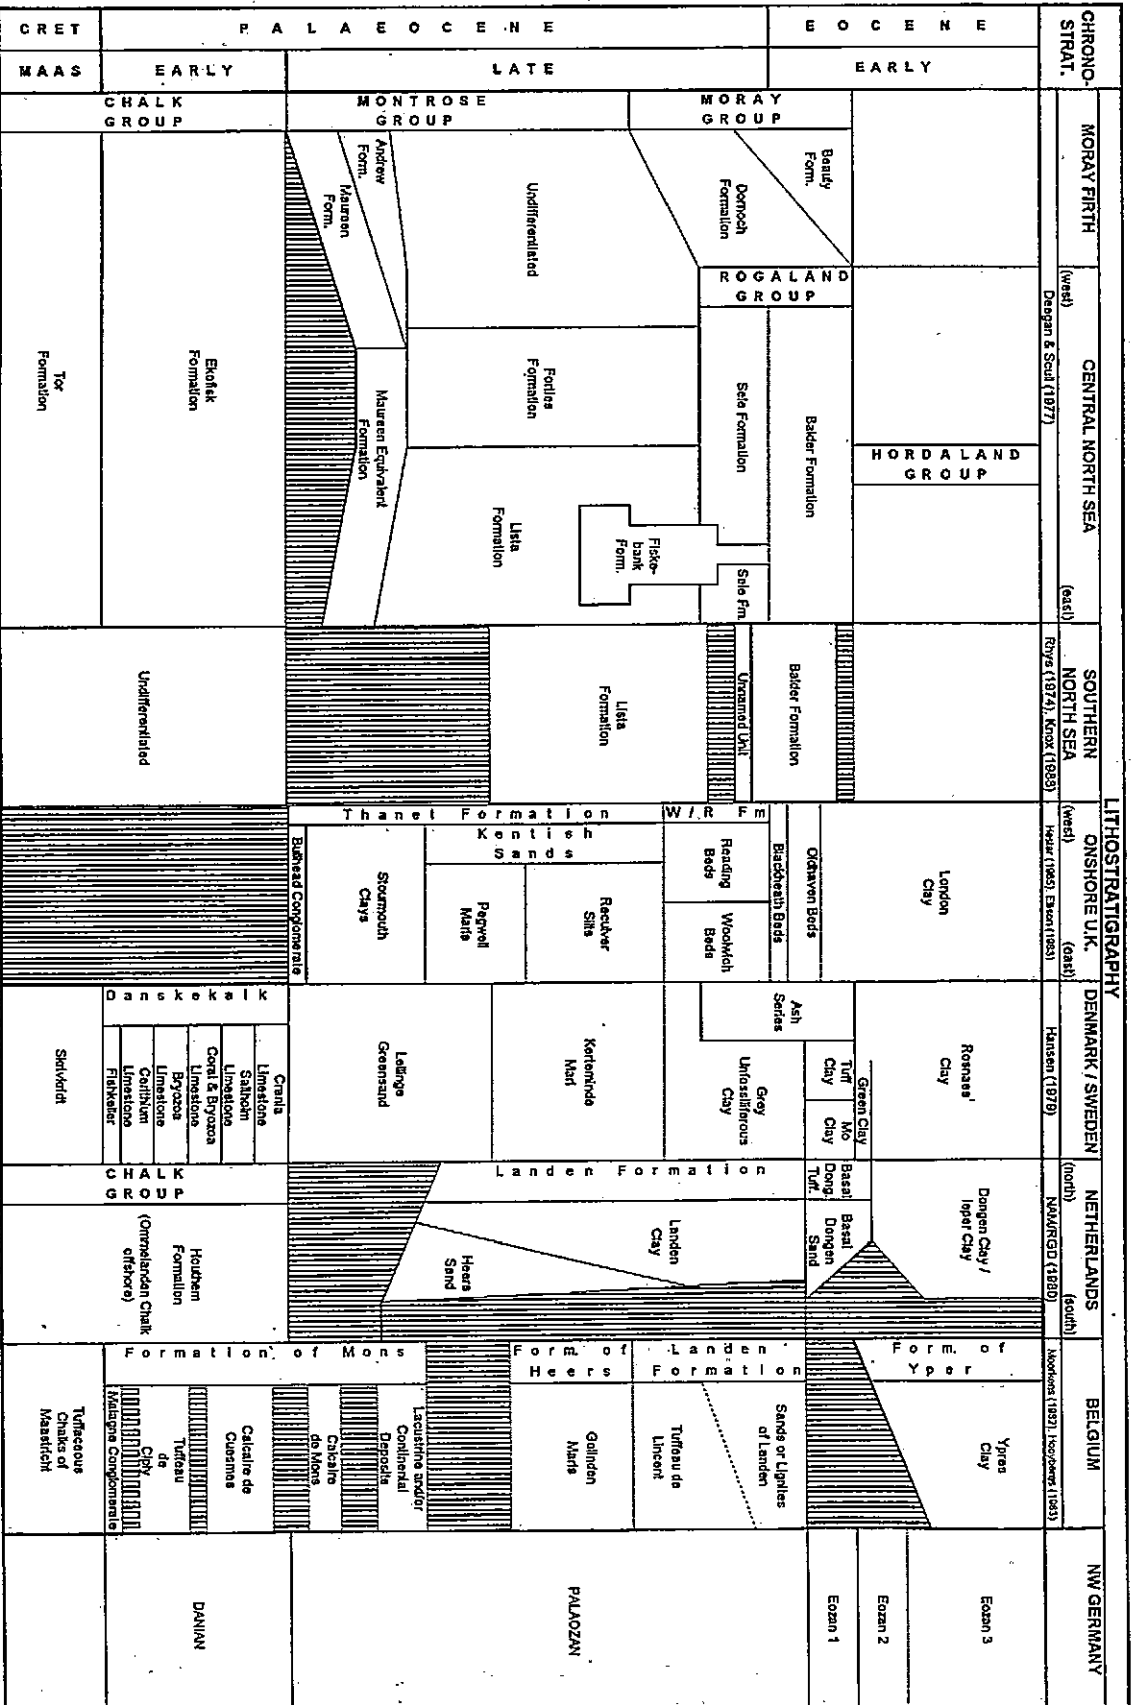 LITHOSTRATIGRAPHY
CHRONO-
STRAT.
MORAY FIRTH
(west)
CENTRAL NORTH SEA
(east)
SOUTHERN
NORTH SEA
(west)
ONSHORE U.K.
(east)
DENMARK / SWEDEN
(north)
NETHERLANDS
(south)
BELGIUM
NW GERMANY
Deegan & Scull (1977)
Rhys (1974), Knox (1988)
Hansen (1979)
NAM/RGD (1980)
EOCENE
EARLY
PALAEOCENE
LATE
EARLY
CRET
MAAS
MORAY
GROUP
MONTROSE
GROUP
CHALK
GROUP
Beauly
Form.
Dornoch
Formation
Undifferentiated
Andrew
Form.
Maureen
Form.
ROGALAND
GROUP
HORDALAND
GROUP
Balder Formation
Sele Formation
Sele Fm.
Forties
Formation
Lista
Formation
Fiske-
bank
Form.
Maureen Equivalent
Formation
Ekofisk
Formation
Tor
Formation
Balder Formation
Unnamed Unit
Lista
Formation
Undifferentiated
London
Clay
Oldhaven Beds
Blackheath Beds
W/R Fm
Reading
Beds
Woolwich
Beds
Thanet Formation
Kentish
Sands
Reculver
Silts
Pegwell
Marls
Stourmouth
Clays
Bullhead Conglomerate
Rosnaes'
Clay
Green Clay
Ash
Series
Tuff
Clay
Mo
Clay
Grey
Unfossiliferous
Clay
Kerteminde
Marl
Lellinge
Greensand
Danskekalk
Crania
Limestone
Saltholm
Limestone
Coral & Bryozoa
Limestone
Bryozoa
Limestone
Cerithium
Limestone
Fishkeller
Skrivkrit
Dongen Clay /
Ieper Clay
Basal
Dong.
Tuff.
Basal
Dongen
Sand
Landen Formation
Landen
Clay
Heers
Sand
CHALK
GROUP
Houthem
Formation
(Ommelanden Chalk
offshore)
Form. of
Yper
Ypres
Clay
Landen
Formation
Sands or Lignites
of Landen
Tuffeau de
Lincent
Form. of
Heers
Gelinden
Marls
Formation of Mons
Lacustrine and/or
Continental
Deposits
Calcaire
de Mons
Calcaire de
Cuesmes
Tuffeau
de
Ciply
Malogne Conglomerate
Tuffaceous
Chalks of
Maastricht
Eozan 3
Eozan 2
Eozan 1
PALAOZAN
DANIAN